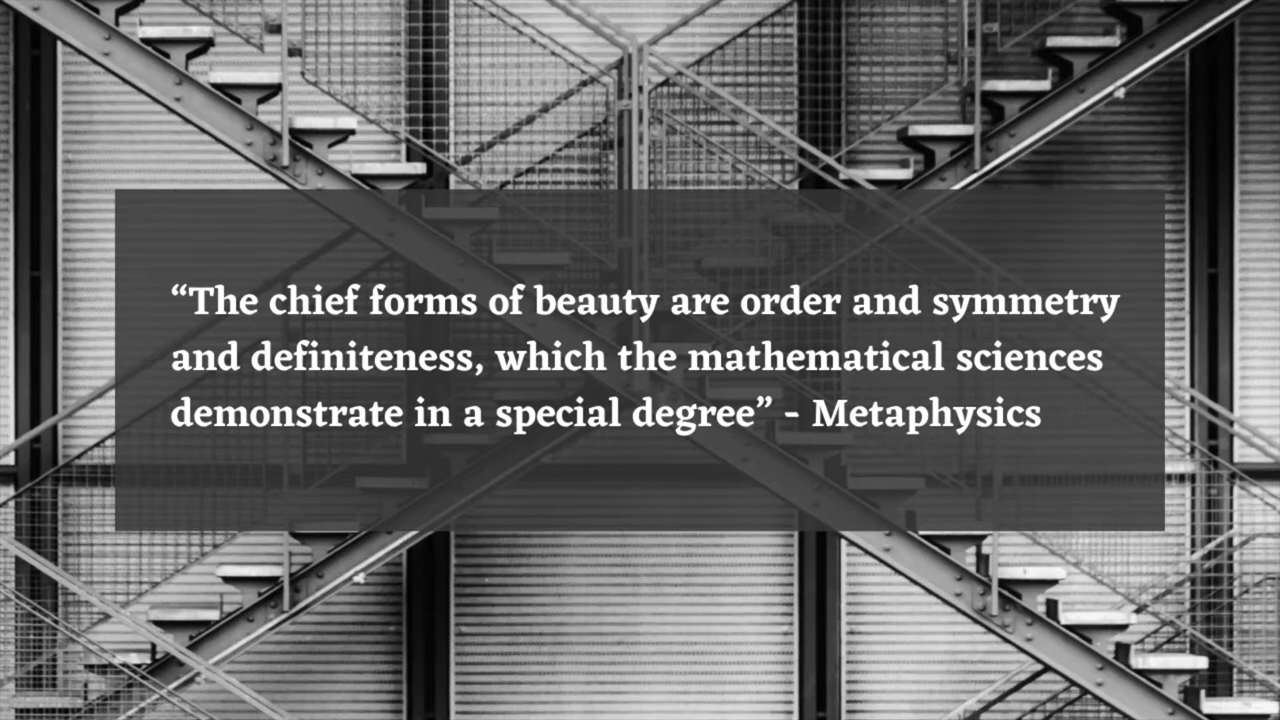 “The chief forms of beauty are order and symmetry
and definiteness, which the mathematical sciences
demonstrate in a special degree” - Metaphysics